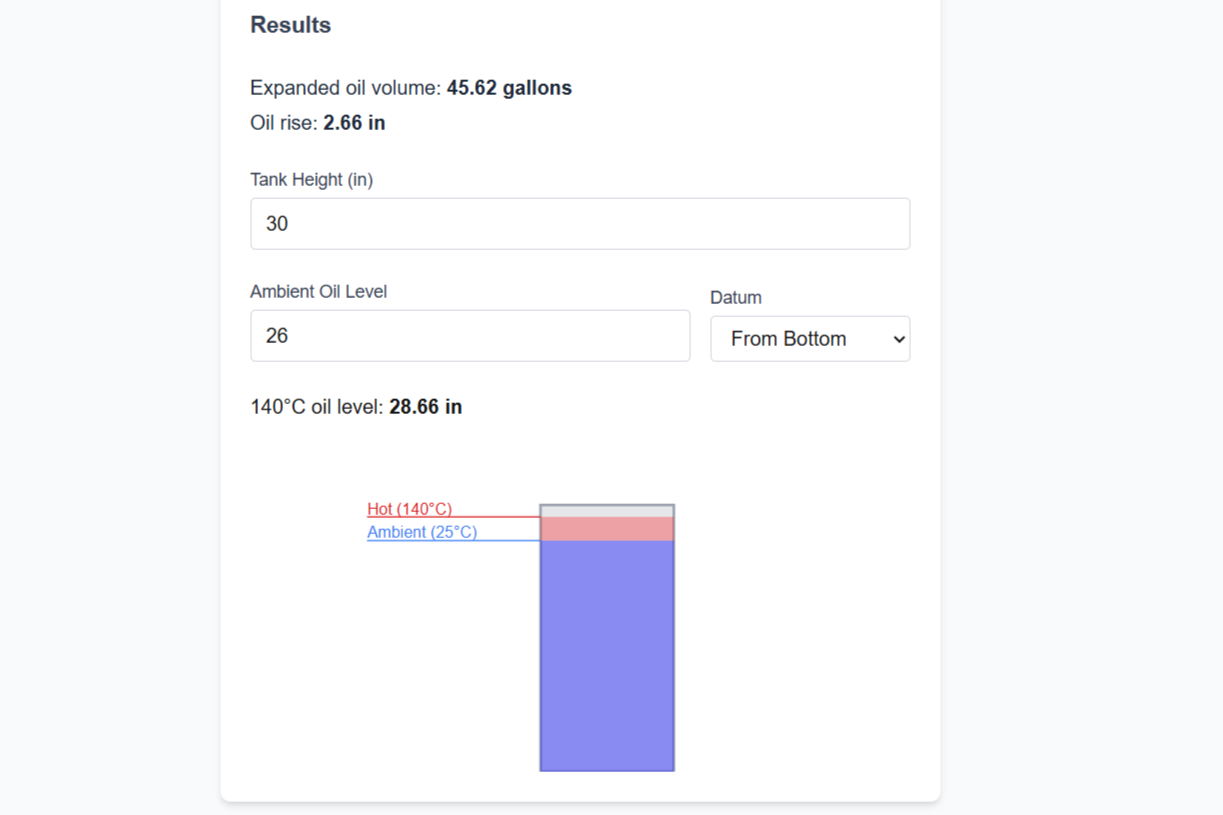 Results
Expanded oil volume: 45.62 gallons
Oil rise: 2.66 in
Tank Height (in)
30
Ambient Oil Level
Datum
26
From Bottom
140°C oil level: 28.66 in
Hot (140°C)
Ambient (25°C)